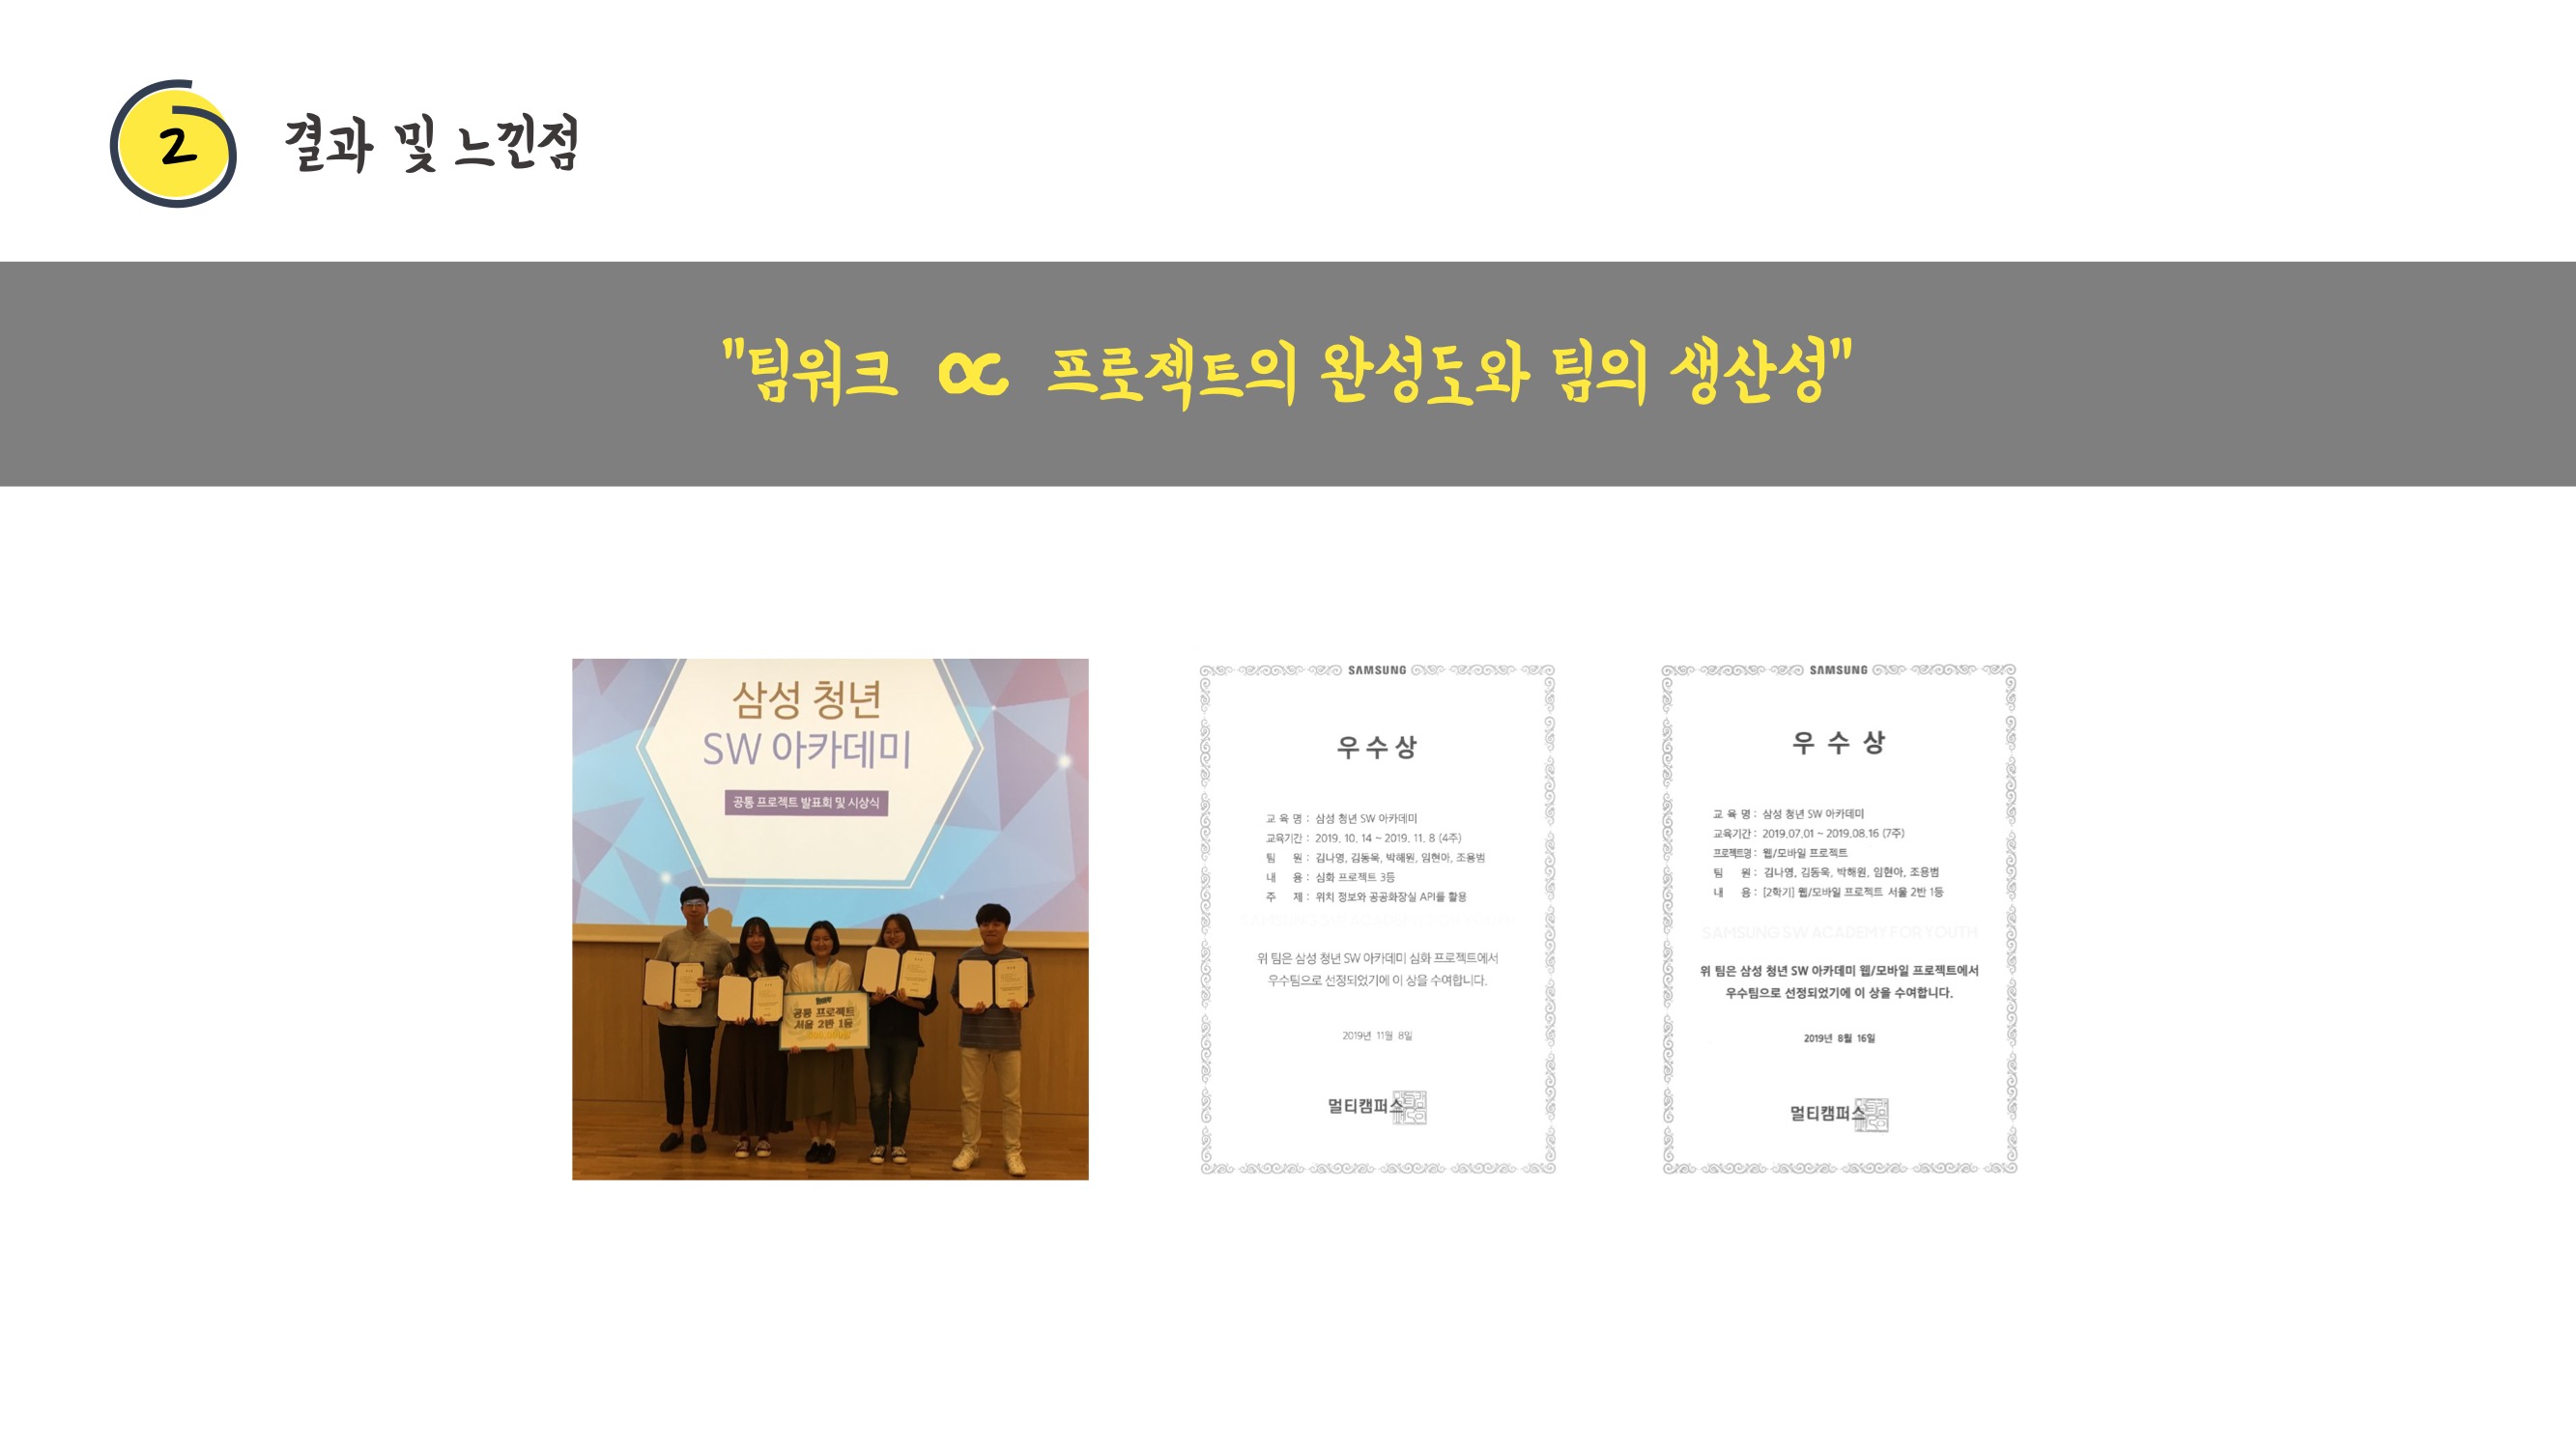 2
결과 및 느낀점
"팀워크 ∝ 프로젝트의 완성도와 팀의 생산성"
삼성 청년
SW 아카데미
공통 프로젝트 발표회 및 시상식
공통 프로젝트
서울 2반 1등
SAMSUNG
우수상
교 육 명 : 삼성 청년 SW 아카데미
교육기간 : 2019. 10. 14 ~ 2019. 11. 8 (4주)
팀 원 : 김나영, 김동욱, 박해원, 임현아, 조용범
내 용 : 심화 프로젝트 3등
주 제 : 위치 정보와 공공화장실 API를 활용
위 팀은 삼성 청년 SW 아카데미 심화 프로젝트에서
우수팀으로 선정되었기에 이 상을 수여합니다.
2019년 11월 8일
멀티캠퍼스
SAMSUNG
우 수 상
교 육 명 : 삼성 청년 SW 아카데미
교육기간 : 2019.07.01 ~ 2019.08.16 (7주)
프로젝트명 : 웹/모바일 프로젝트
팀 원 : 김나영, 김동욱, 박해원, 임현아, 조용범
내 용 : [2학기] 웹/모바일 프로젝트 서울 2반 1등
SAMSUNG SW ACADEMY FOR YOUTH
위 팀은 삼성 청년 SW 아카데미 웹/모바일 프로젝트에서
우수팀으로 선정되었기에 이 상을 수여합니다.
2019년 8월 16일
멀티캠퍼스